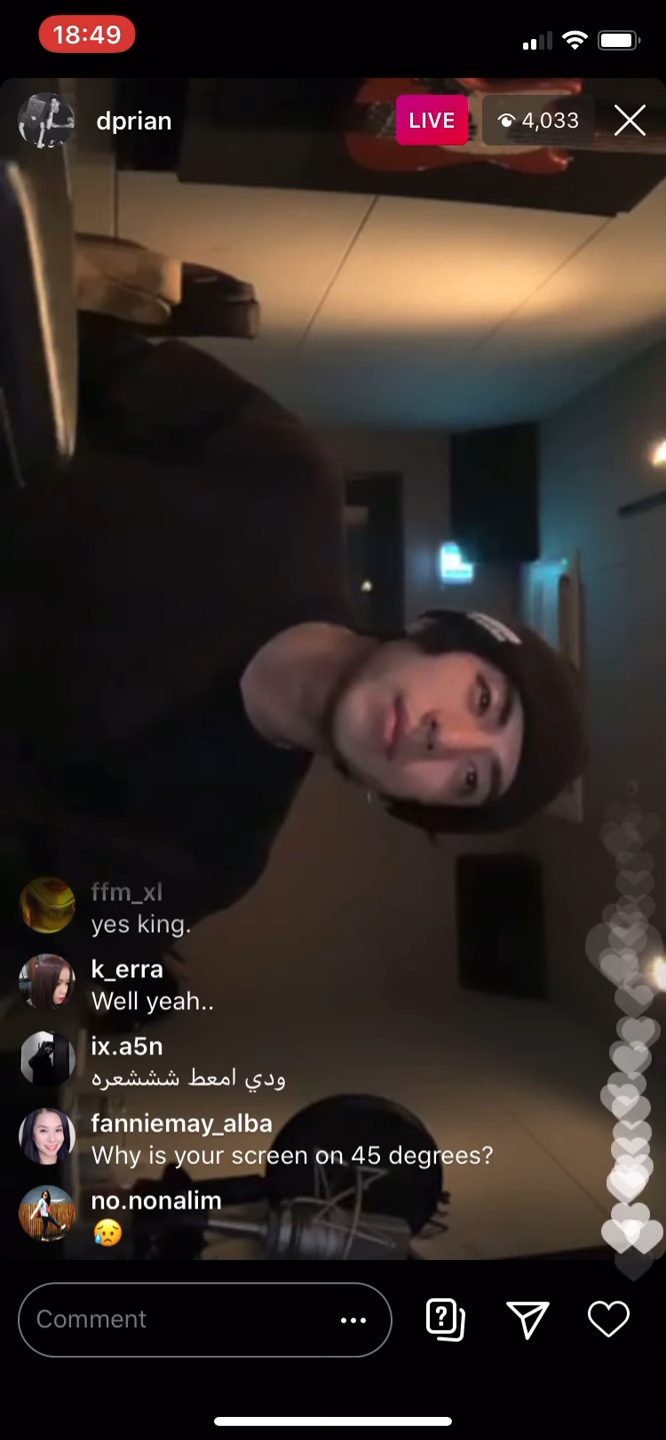 18:49
dprian
LIVE
4,033
ffm_xl
yes king.
k_erra
Well yeah..
ix.a5n
ودي امعط شششعره
fanniemay_alba
Why is your screen on 45 degrees?
no.nonalim
😥
Comment